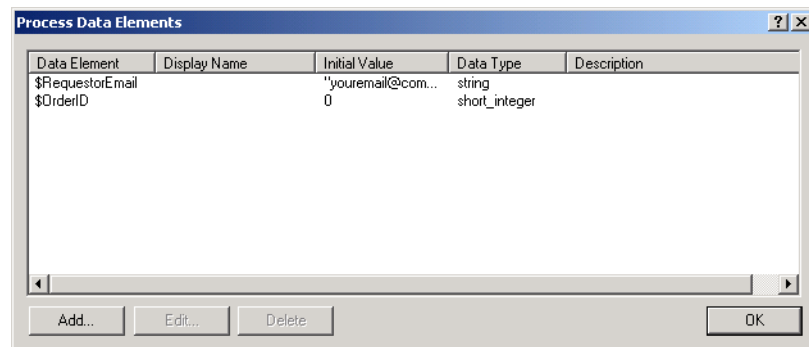 Process Data Elements
Data Element Display Name Initial Value Data Type Description
$RequestorEmail "youremail@com... string
$OrderID 0 short_integer
Add... Edit... Delete OK